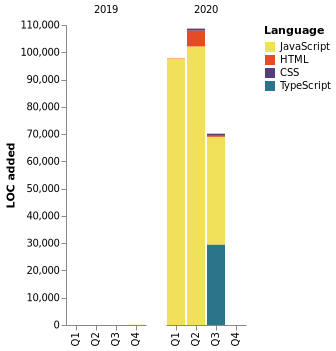 2019
2020
LOC added
110,000
100,000
90,000
80,000
70,000
60,000
50,000
40,000
30,000
20,000
10,000
0
Q1
Q2
Q3
Q4
Q1
Q2
Q3
Q4
Language
JavaScript
HTML
CSS
TypeScript